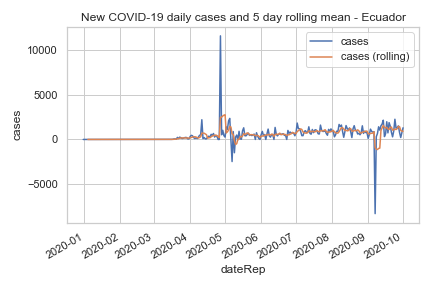 New COVID-19 daily cases and 5 day rolling mean - Ecuador
cases
cases (rolling)
10000
5000
0
−5000
cases
2020-01
2020-02
2020-03
2020-04
2020-05
2020-06
2020-07
2020-08
2020-09
2020-10
dateRep